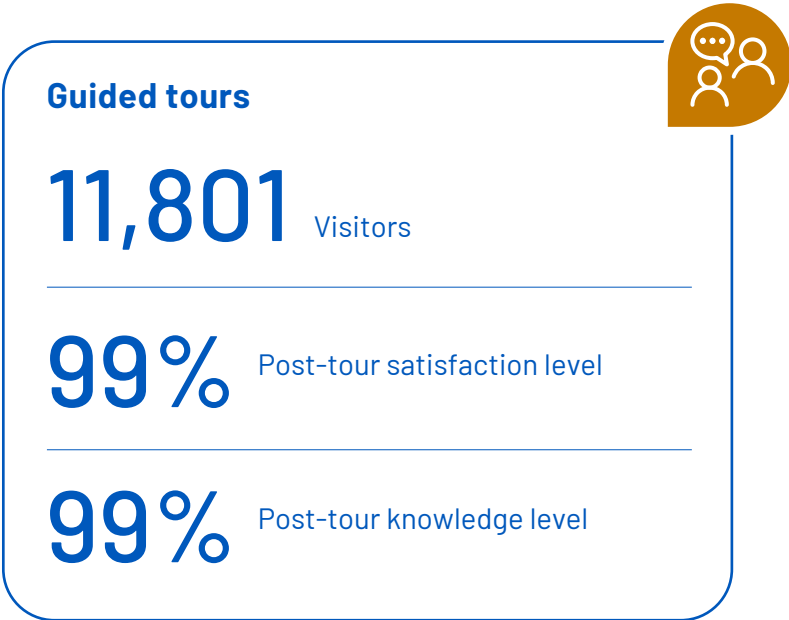 Guided tours
11,801 Visitors
99% Post-tour satisfaction level
99% Post-tour knowledge level